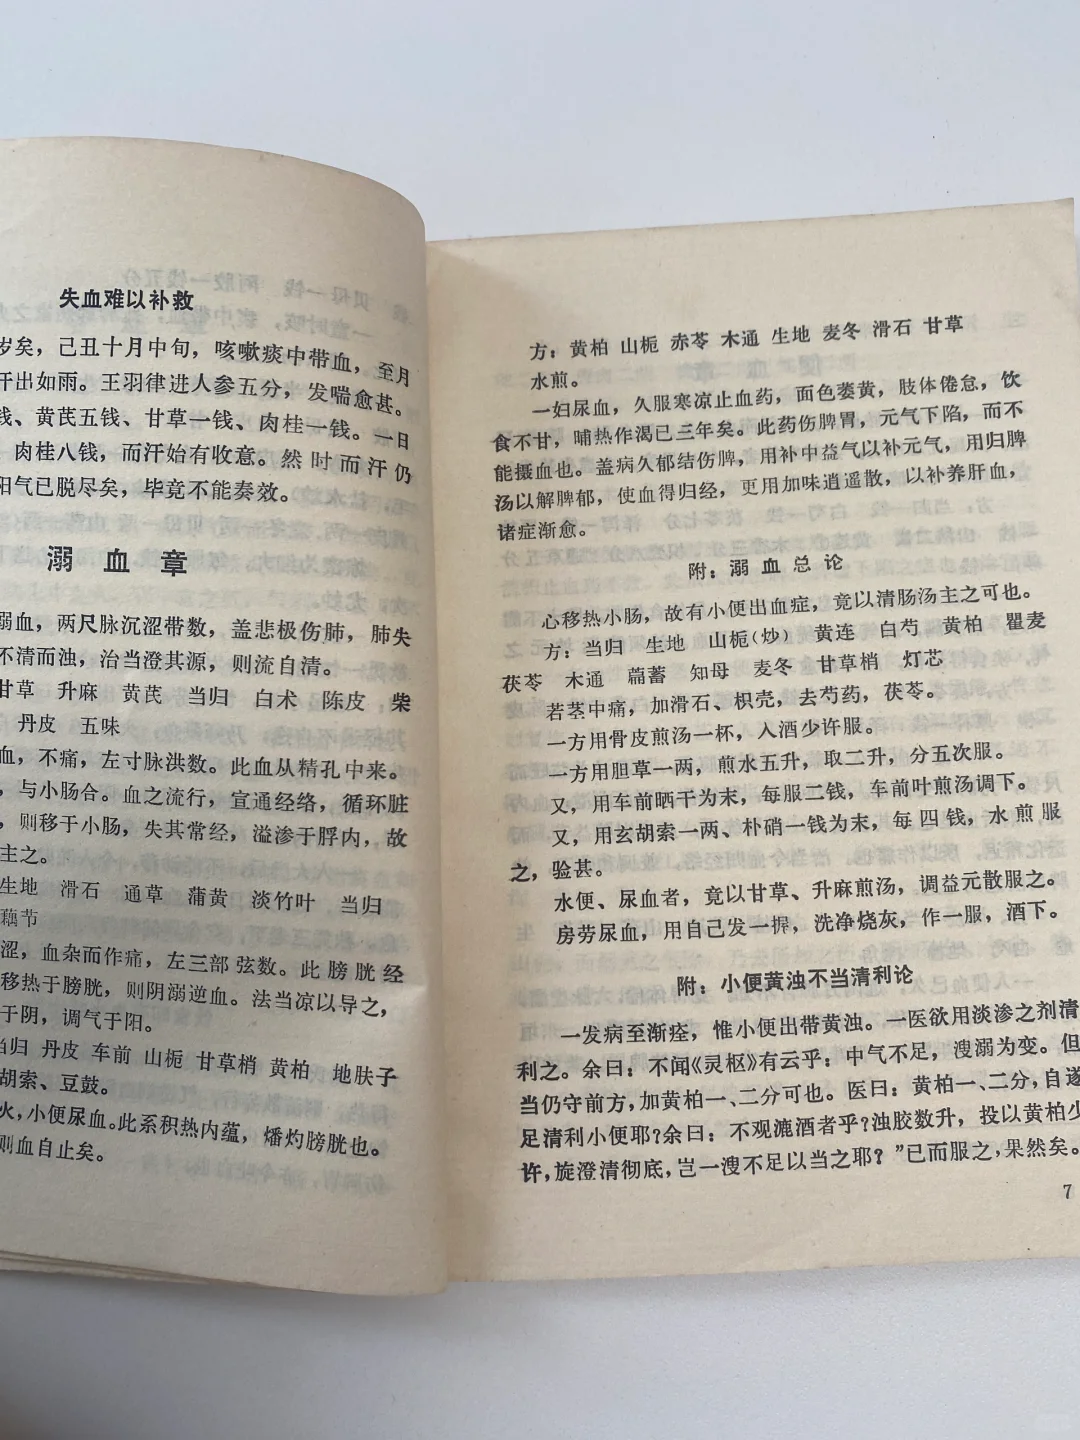 失血难以补救
岁矣，己丑十月中旬，咳嗽痰中带血，至月
汗出如雨。王羽律进人参五分，发喘愈甚。
钱、黄芪五钱、甘草一钱、肉桂一钱。一日
肉桂八钱，而汗始有收意。然时而汗仍
阳气已脱尽矣，毕竟不能奏效。
溺血章
溺血，两尺脉沉涩带数，盖悲极伤肺，肺失
不清而浊，治当澄其源，则流自清。
甘草 升麻 黄芪 当归 白术 陈皮 柴
丹皮 五味
血，不痛，左寸脉洪数。此血从精孔中来。
，与小肠合。血之流行，宣通经络，循环脏
，则移于小肠，失其常经，溢渗于脬内，故
主之。
生地 滑石 通草 蒲黄 淡竹叶 当归
藕节
涩，血杂而作痛，左三部弦数。此膀胱经
移热于膀胱，则阴溺逆血。法当凉以导之，
于阴，调气于阳。
当归 丹皮 车前 山栀 甘草梢 黄柏 地肤子
胡索、豆鼓。
火，小便尿血。此系积热内蕴，燔灼膀胱也。
则血自止矣。
方：黄柏 山栀 赤苓 木通 生地 麦冬 滑石 甘草
水煎。
一妇尿血，久服寒凉止血药，面色萎黄，肢体倦怠，饮
食不甘，晡热作渴已三年矣。此药伤脾胃，元气下陷，而不
能摄血也。盖病久郁结伤脾，用补中益气以补元气，用归脾
汤以解脾郁，使血得归经，更用加味逍遥散，以补养肝血，
诸症渐愈。
附：溺血总论
心移热小肠，故有小便出血症，竟以清肠汤主之可也。
方：当归 生地 山栀(炒) 黄连 白芍 黄柏 瞿麦
茯苓 木通 萹蓄 知母 麦冬 甘草梢 灯芯
若茎中痛，加滑石、枳壳，去芍药，茯苓。
一方用骨皮煎汤一杯，入酒少许服。
一方用胆草一两，煎水五升，取二升，分五次服。
又，用车前晒干为末，每服二钱，车前叶煎汤调下。
又，用玄胡索一两、朴硝一钱为末，每四钱，水煎服
之，验甚。
水便、尿血者，竟以甘草、升麻煎汤，调益元散服之。
房劳尿血，用自己发一握，洗净烧灰，作一服，酒下。
附：小便黄浊不当清利论
一发病至渐痊，惟小便出带黄浊。一医欲用淡渗之剂清
利之。余曰：不闻《灵枢》有云乎：中气不足，溲溺为变。但
当仍守前方，加黄柏一、二分可也。医曰：黄柏一、二分，自遂
足清利小便耶？余曰：不观漉酒者乎？浊胶数升，投以黄柏少
许，旋澄清彻底，岂一溲不足以当之耶？”已而服之，果然矣。
7